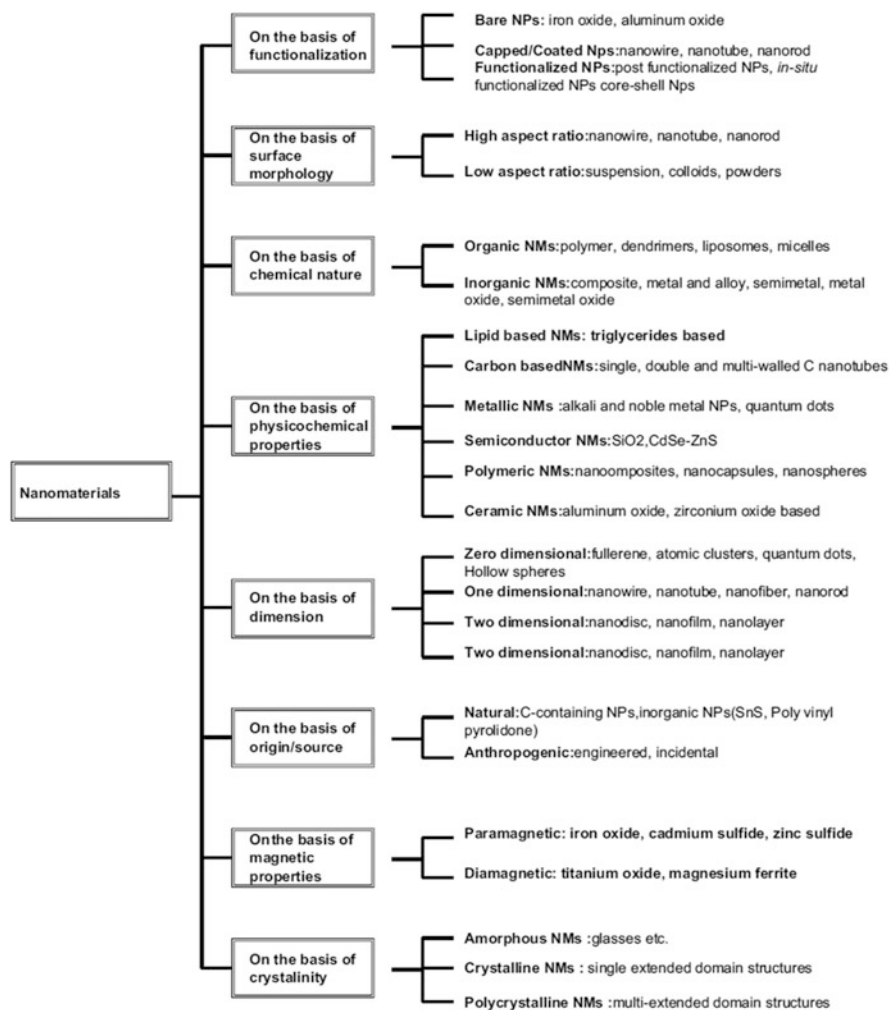 On the basis of
functionalization
Bare NPs: iron oxide, aluminum oxide
Capped/Coated Nps:nanowire, nanotube, nanorod
Functionalized NPs:post functionalized NPs, in-situ
functionalized NPs core-shell Nps
On the basis of
surface
morphology
High aspect ratio:nanowire, nanotube, nanorod
Low aspect ratio:suspension, colloids, powders
On the basis of
chemical nature
Organic NMs:polymer, dendrimers, liposomes, micelles
Inorganic NMs:composite, metal and alloy, semimetal, metal
oxide, semimetal oxide
On the basis of
physicochemical
properties
Lipid based NMs: triglycerides based
Carbon basedNMs:single, double and multi-walled C nanotubes
Metallic NMs :alkali and noble metal NPs, quantum dots
Semiconductor NMs:SiO2,CdSe-ZnS
Polymeric NMs:nanoomposites, nanocapsules, nanospheres
Ceramic NMs:aluminum oxide, zirconium oxide based
Nanomaterials
On the basis of
dimension
Zero dimensional:fullerene, atomic clusters, quantum dots,
Hollow spheres
One dimensional:nanowire, nanotube, nanofiber, nanorod
Two dimensional:nanodisc, nanofilm, nanolayer
Two dimensional:nanodisc, nanofilm, nanolayer
On the basis of
origin/source
Natural:C-containing NPs,inorganic NPs(SnS, Poly vinyl
pyrolidone)
Anthropogenic:engineered, incidental
Onthe basis of
magnetic
properties
Paramagnetic: iron oxide, cadmium sulfide, zinc sulfide
Diamagnetic: titanium oxide, magnesium ferrite
On the basis of
crystalinity
Amorphous NMs :glasses etc.
Crystalline NMs : single extended domain structures
Polycrystalline NMs :multi-extended domain structures